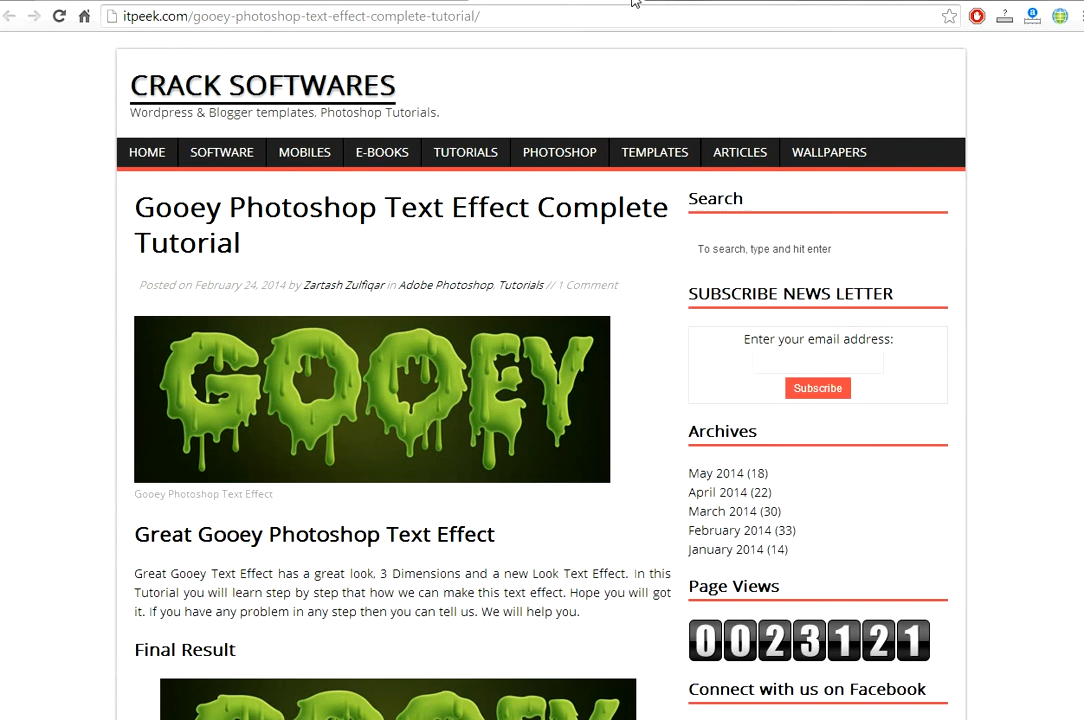 itpeek.com/gooey-photoshop-text-effect-complete-tutorial/
CRACK SOFTWARES
Wordpress & Blogger templates, Photoshop Tutorials.
HOME SOFTWARE MOBILES E-BOOKS TUTORIALS PHOTOSHOP TEMPLATES ARTICLES WALLPAPERS
Gooey Photoshop Text Effect Complete
Tutorial
Posted on February 24, 2014 by Zartash Zulfiqar in Adobe Photoshop, Tutorials // 1 Comment
GOOEY
Gooey Photoshop Text Effect
Great Gooey Photoshop Text Effect
Great Gooey Text Effect has a great look, 3 Dimensions and a new Look Text Effect. In this
Tutorial you will learn step by step that how we can make this text effect. Hope you will got
it. If you have any problem in any step then you can tell us. We will help you.
Final Result
GOOEY
Search
To search, type and hit enter
SUBSCRIBE NEWS LETTER
Enter your email address:
Subscribe
Archives
May 2014 (18)
April 2014 (22)
March 2014 (30)
February 2014 (33)
January 2014 (14)
Page Views
0023121
Connect with us on Facebook